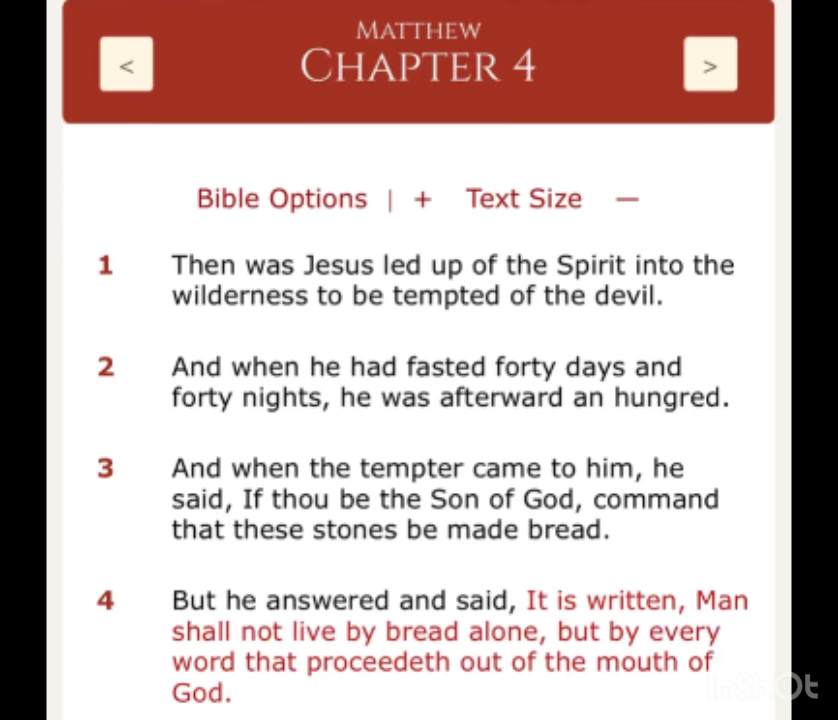 MATTHEW
CHAPTER 4
< >
Bible Options | + Text Size —
1 Then was Jesus led up of the Spirit into the
wilderness to be tempted of the devil.
2 And when he had fasted forty days and
forty nights, he was afterward an hungred.
3 And when the tempter came to him, he
said, If thou be the Son of God, command
that these stones be made bread.
4 But he answered and said, It is written, Man
shall not live by bread alone, but by every
word that proceedeth out of the mouth of
God.
InShOt